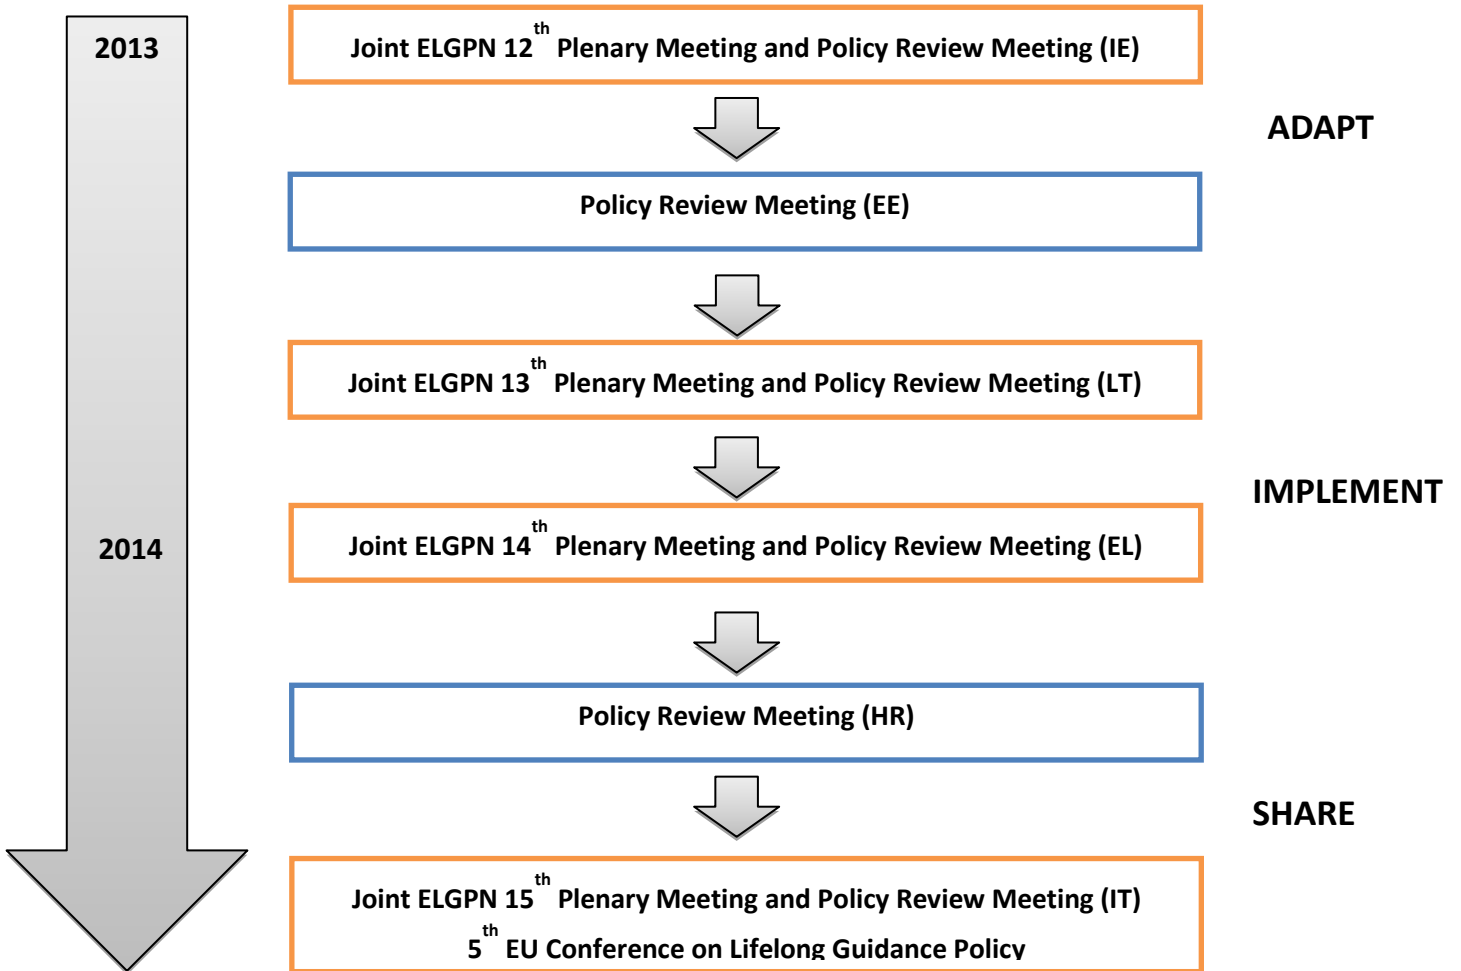 2013
Joint ELGPN 12th Plenary Meeting and Policy Review Meeting (IE)
ADAPT
Policy Review Meeting (EE)
Joint ELGPN 13th Plenary Meeting and Policy Review Meeting (LT)
IMPLEMENT
2014
Joint ELGPN 14th Plenary Meeting and Policy Review Meeting (EL)
Policy Review Meeting (HR)
SHARE
Joint ELGPN 15th Plenary Meeting and Policy Review Meeting (IT)
5th EU Conference on Lifelong Guidance Policy